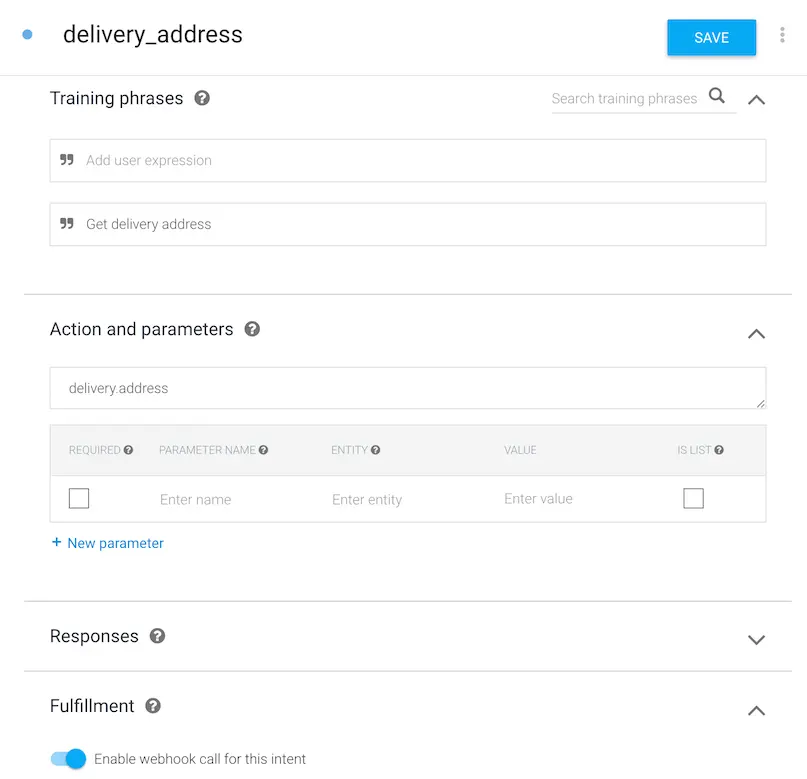 delivery_address
SAVE
Training phrases
Search training phrases
Add user expression
Get delivery address
Action and parameters
delivery.address
REQUIRED PARAMETER NAME ENTITY VALUE IS LIST
Enter name Enter entity Enter value
+ New parameter
Responses
Fulfillment
Enable webhook call for this intent